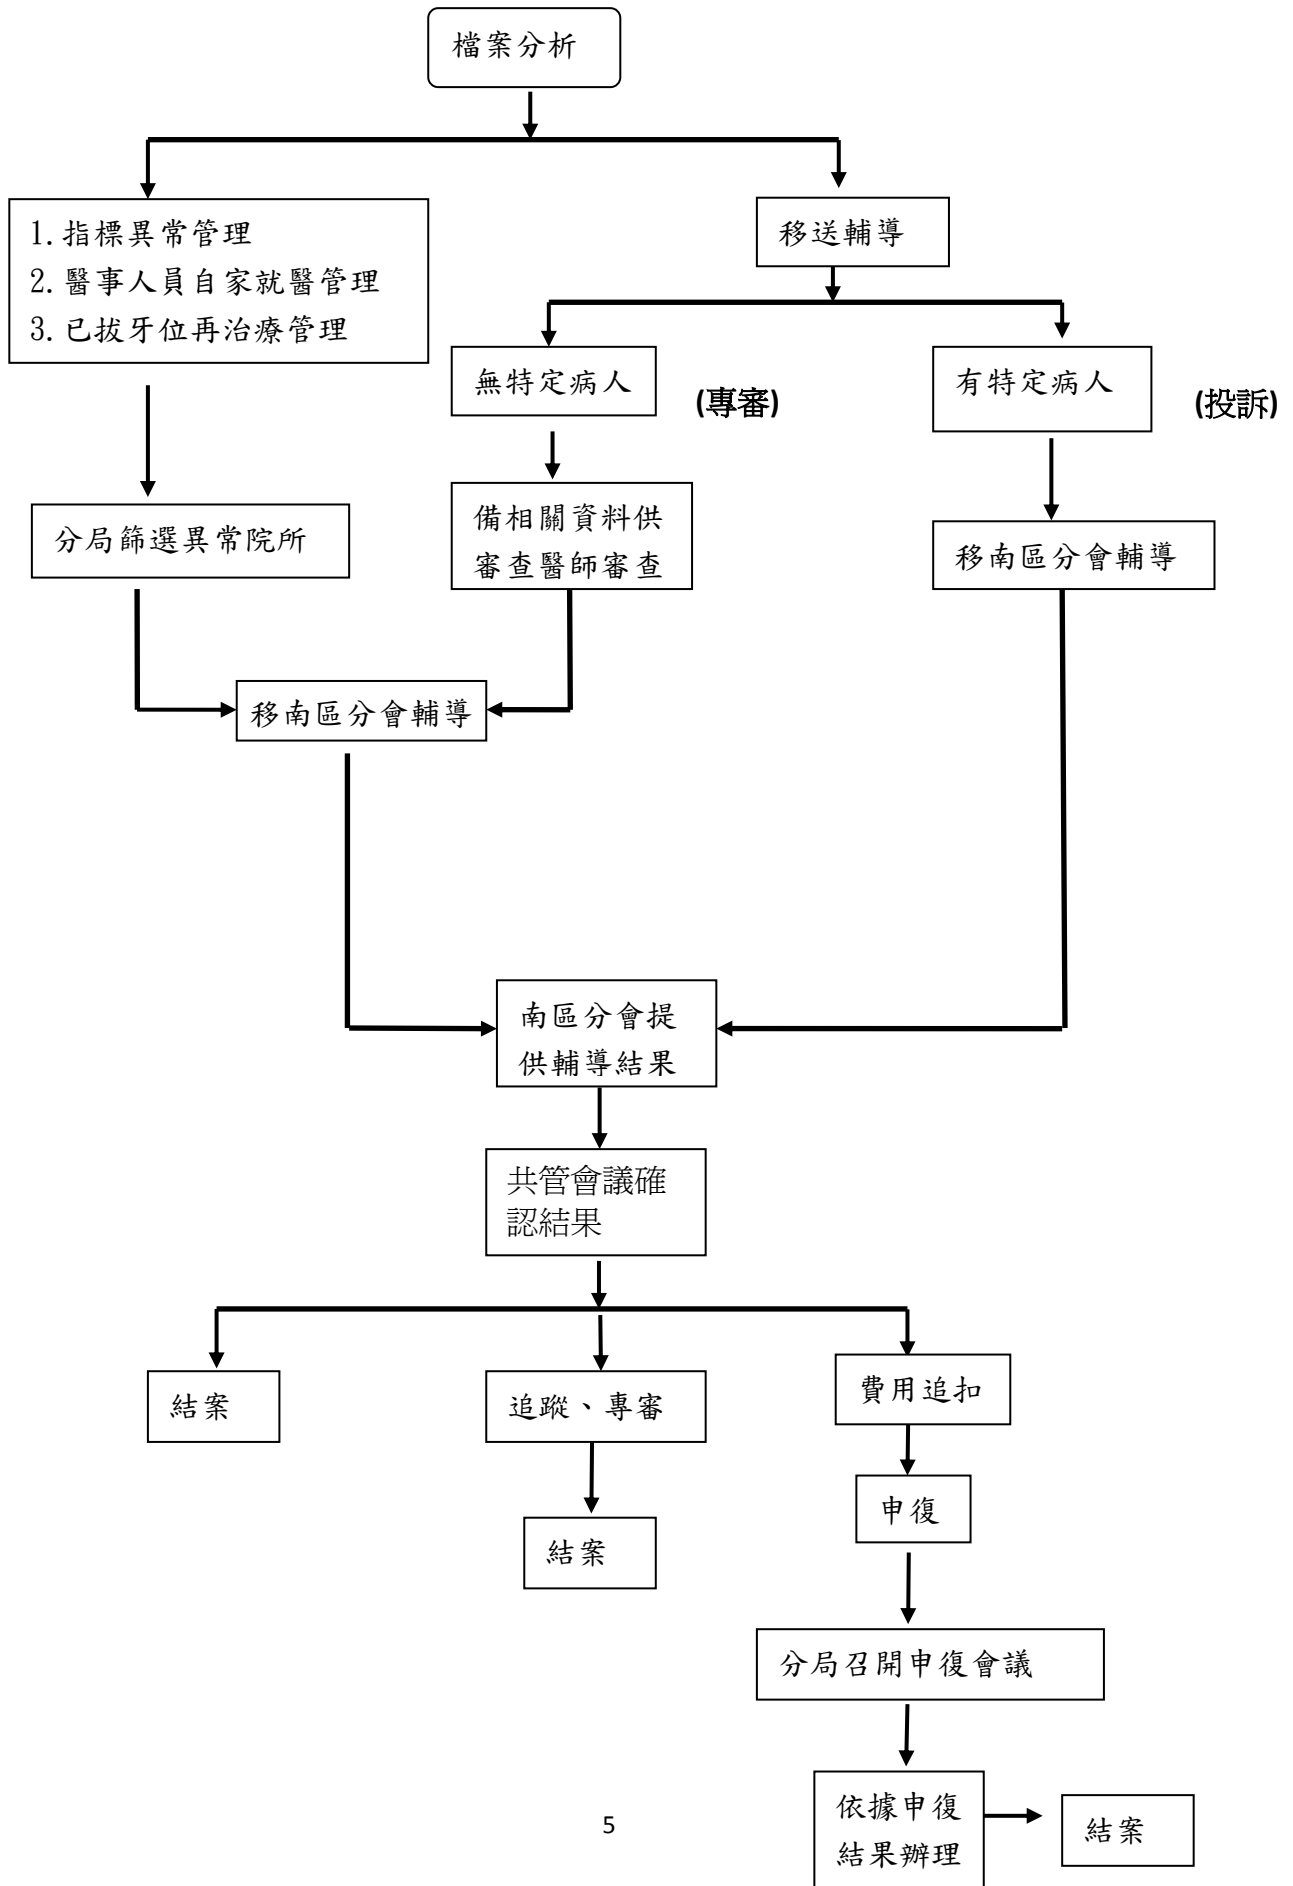 檔案分析
1.指標異常管理
2.醫事人員自家就醫管理
3.已拔牙位再治療管理
移送輔導
無特定病人
(專審)
有特定病人
(投訴)
分局篩選異常院所
備相關資料供
審查醫師審查
移南區分會輔導
移南區分會輔導
南區分會提
供輔導結果
共管會議確
認結果
結案
追蹤、專審
費用追扣
結案
申復
分局召開申復會議
依據申復
結果辦理
結案
5